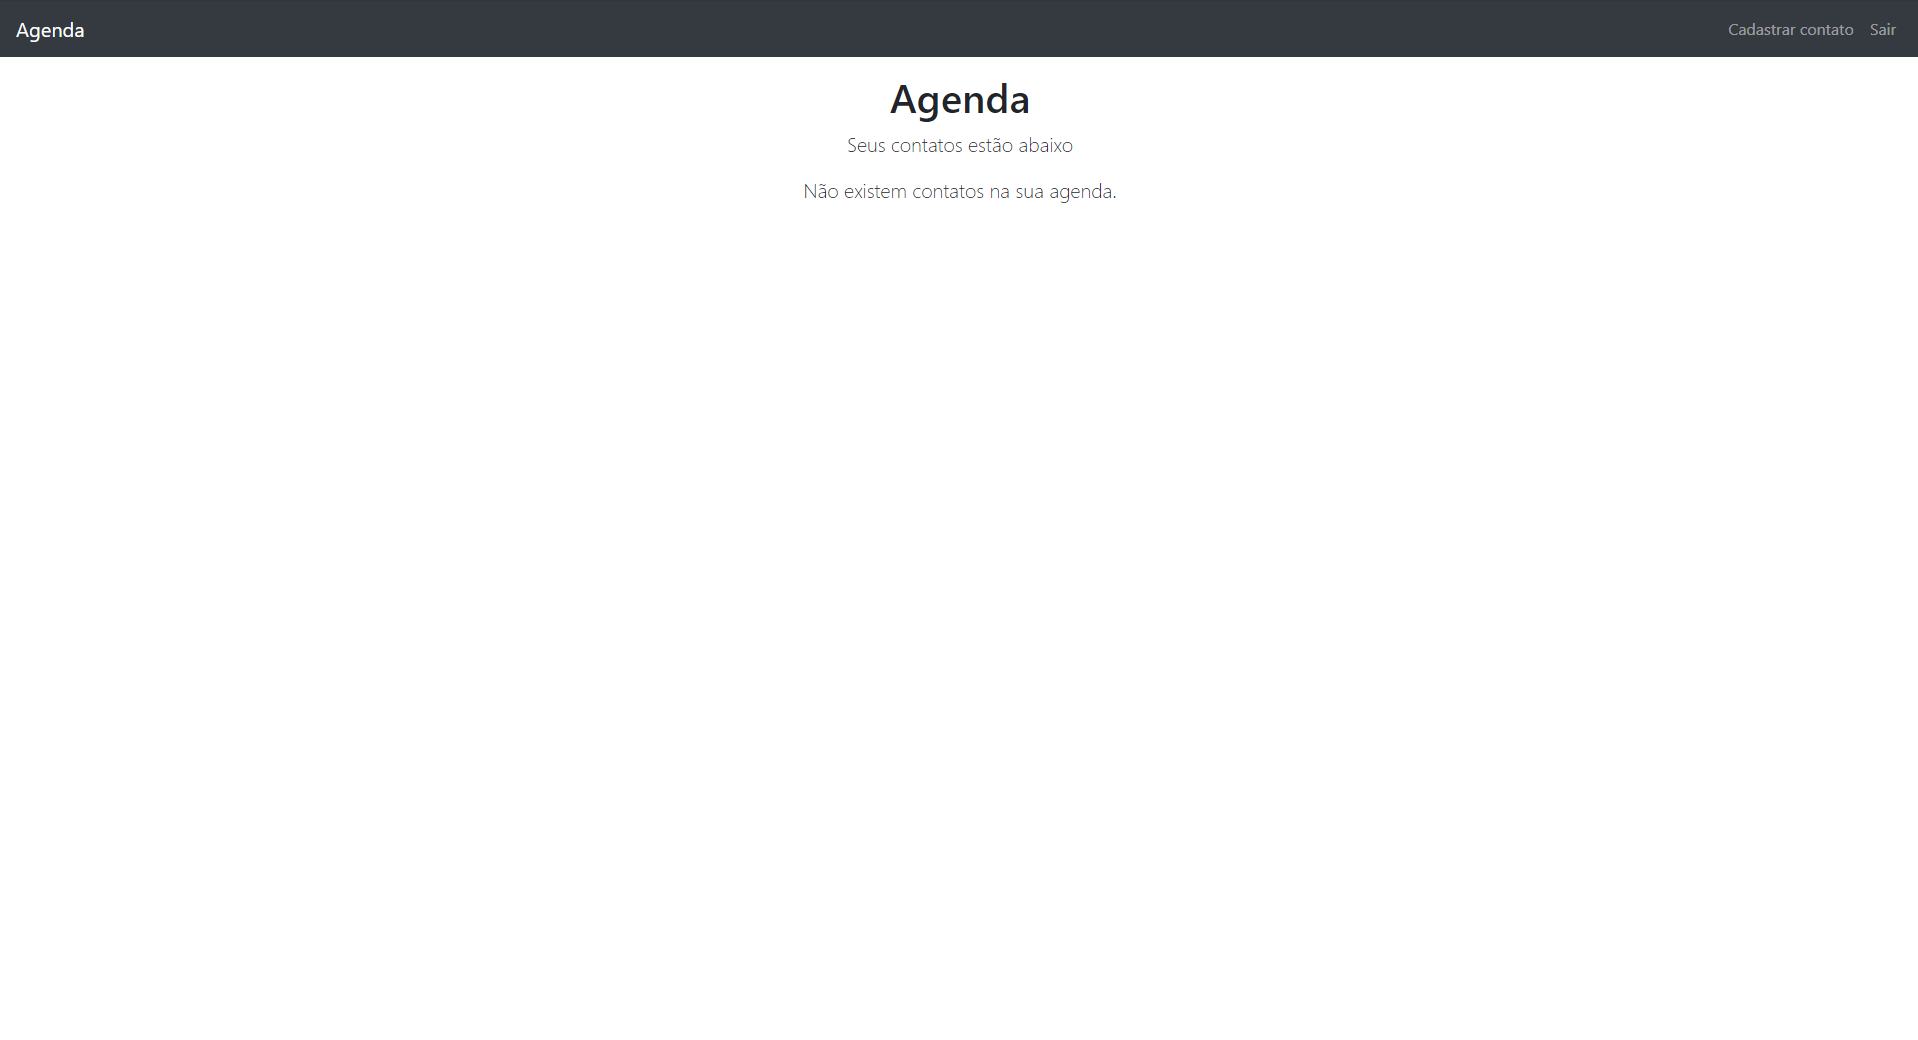 Agenda
Cadastrar contato Sair
Agenda
Seus contatos estão abaixo
Não existem contatos na sua agenda.